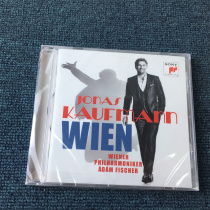 SONY
JONAS
KAUFMANN
WIEN
WIENER
PHILHARMONIKER
ADAM FISCHER